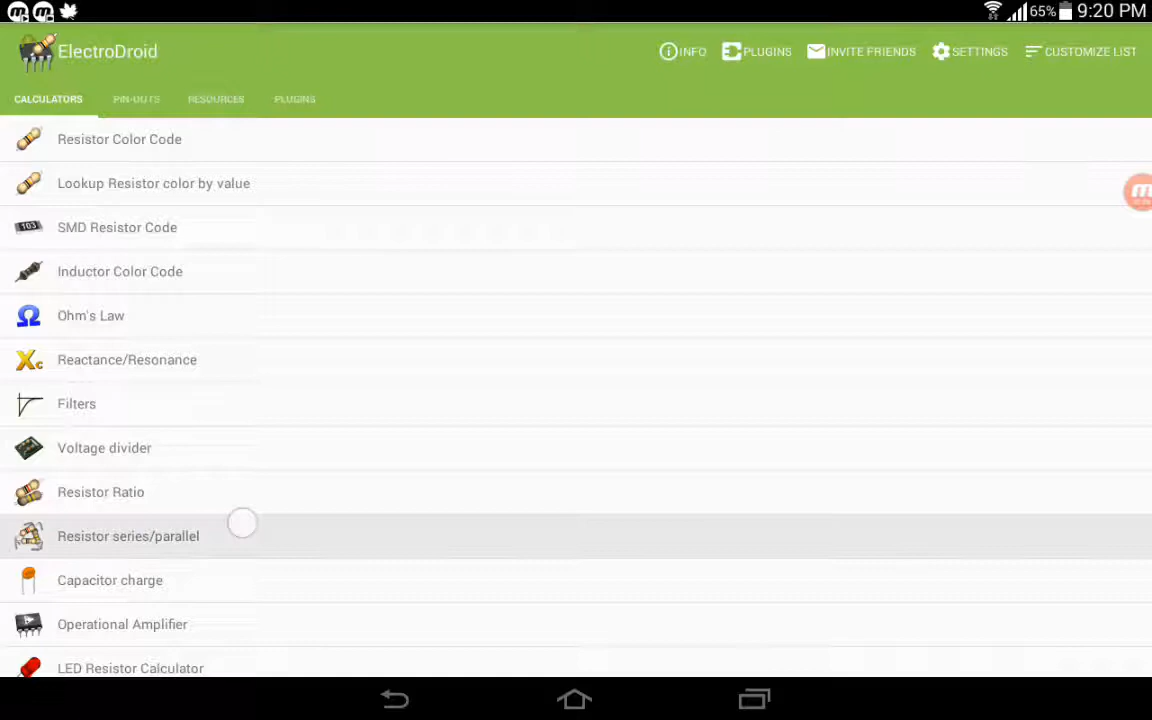 65% 9:20 PM
ElectroDroid
INFO PLUGINS INVITE FRIENDS SETTINGS CUSTOMIZE LIST
CALCULATORS PIN-OUTS RESOURCES PLUGINS
Resistor Color Code
Lookup Resistor color by value
103
SMD Resistor Code
Inductor Color Code
Ω
Ohm's Law
Xc
Reactance/Resonance
Filters
Voltage divider
Resistor Ratio
Resistor series/parallel
Capacitor charge
Operational Amplifier
LED Resistor Calculator